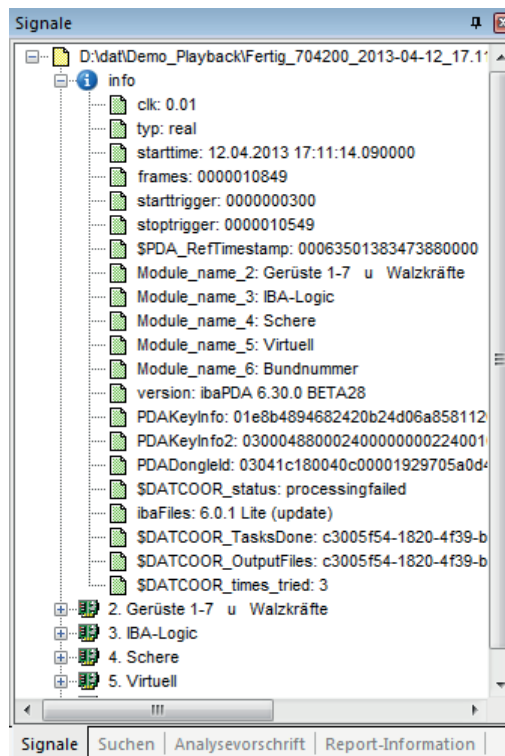 Signale
D:\dat\Demo_Playback\Fertig_704200_2013-04-12_17.1
info
clk: 0.01
typ: real
starttime: 12.04.2013 17:11:14.090000
frames: 0000010849
starttrigger: 0000000300
stoptrigger: 0000010549
$PDA_RefTimestamp: 00063501383473880000
Module_name_2: Gerüste 1-7 u Walzkräfte
Module_name_3: IBA-Logic
Module_name_4: Schere
Module_name_5: Virtuell
Module_name_6: Bundnummer
version: ibaPDA 6.30.0 BETA28
PDAKeyInfo: 01e8b4894682420b24d06a8581120
PDAKeyInfo2: 0300048800024000000002240010
PDADongleId: 03041c180040c00001929705a0d4
$DATCOOR_status: processingfailed
ibaFiles: 6.0.1 Lite (update)
$DATCOOR_TasksDone: c3005f54-1820-4f39-b
$DATCOOR_OutputFiles: c3005f54-1820-4f39-b
$DATCOOR_times_tried: 3
2. Gerüste 1-7 u Walzkräfte
3. IBA-Logic
4. Schere
5. Virtuell
Signale Suchen Analysevorschrift Report-Information